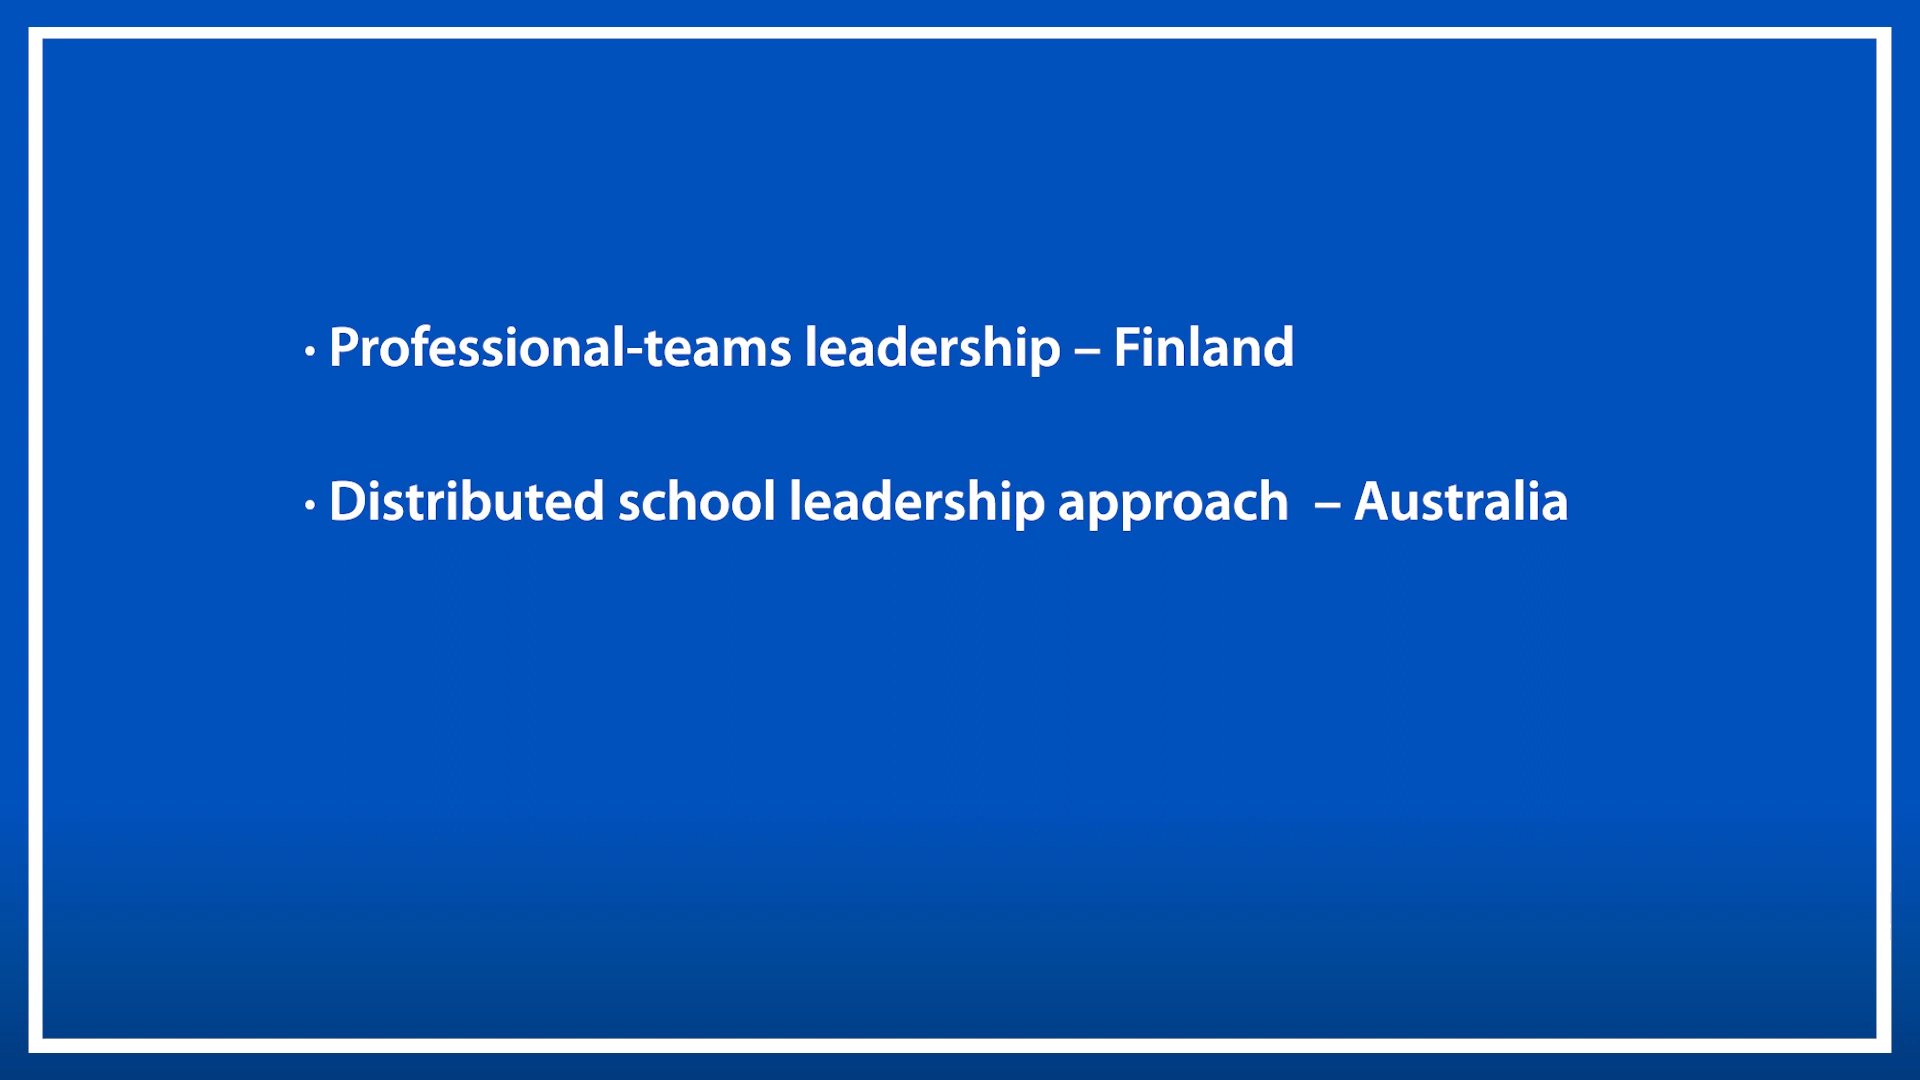 · Professional-teams leadership – Finland
· Distributed school leadership approach  – Australia